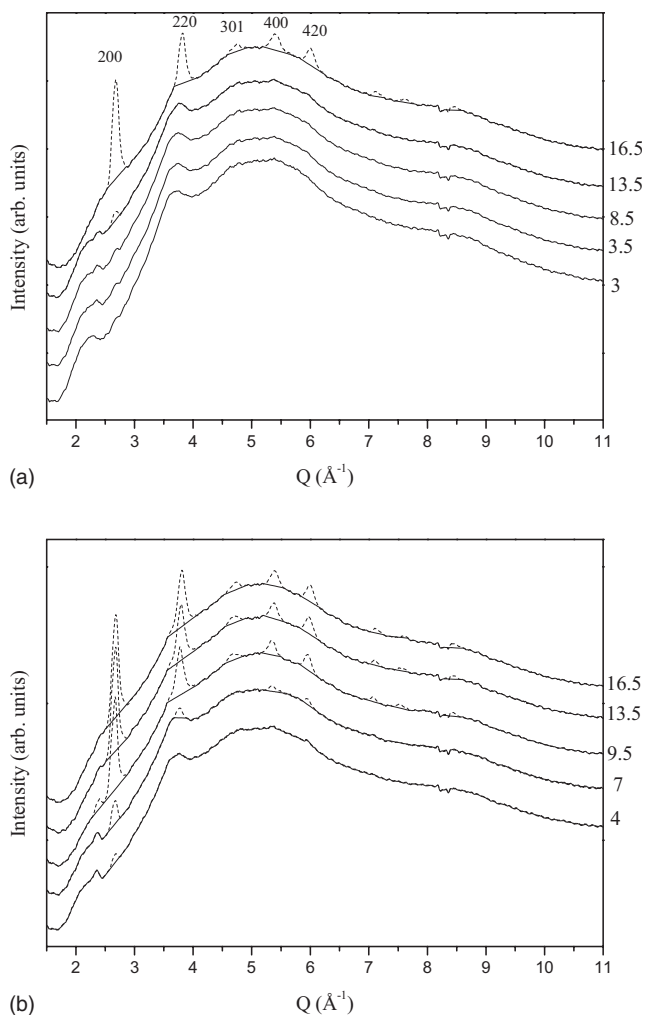 200 220 301 400 420
Intensity (arb. units)
16.5
13.5
8.5
3.5
3
2 3 4 5 6 7 8 9 10 11
(a)
Q (Å⁻¹)
Intensity (arb. units)
16.5
13.5
9.5
7
4
2 3 4 5 6 7 8 9 10 11
(b)
Q (Å⁻¹)